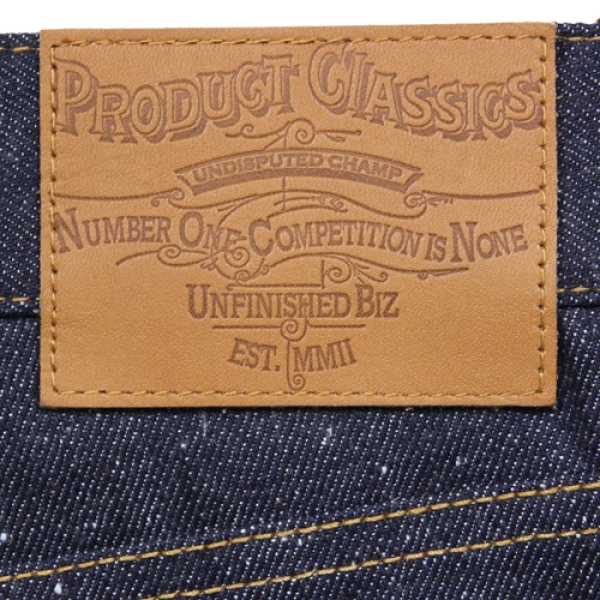 PRODUCT CLASSICS
UNDISPUTED CHAMP
NUMBER ONE COMPETITION IS NONE
UNFINISHED BIZ
EST. MMII